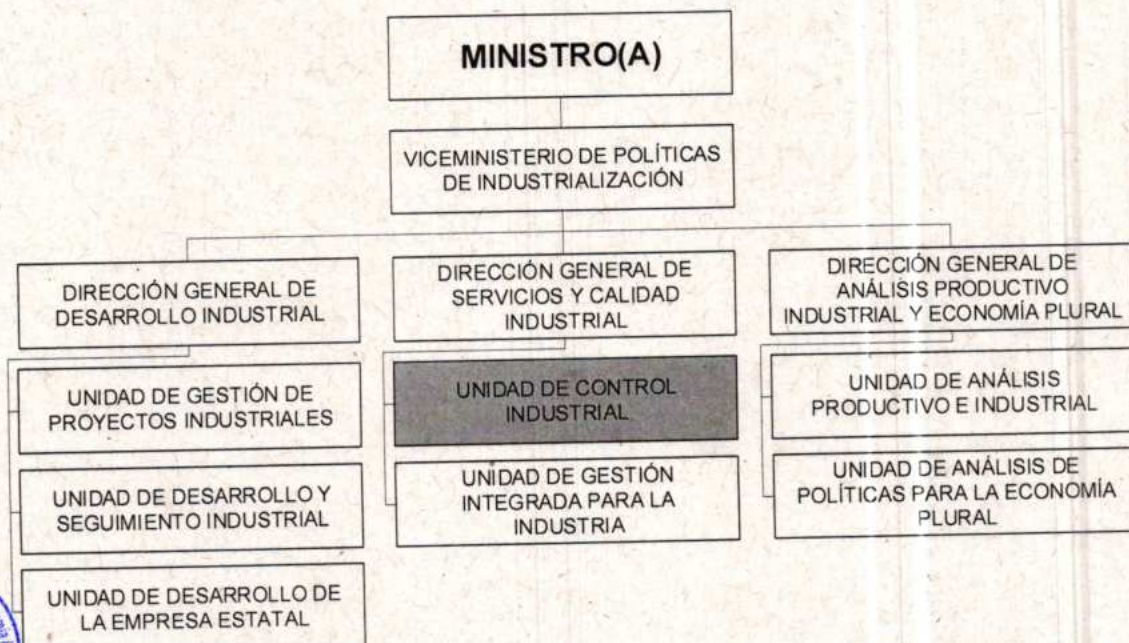 MINISTRO(A)
VICEMINISTERIO DE POLÍTICAS
DE INDUSTRIALIZACIÓN
DIRECCIÓN GENERAL DE
DESARROLLO INDUSTRIAL
UNIDAD DE GESTIÓN DE
PROYECTOS INDUSTRIALES
UNIDAD DE DESARROLLO Y
SEGUIMIENTO INDUSTRIAL
UNIDAD DE DESARROLLO DE
LA EMPRESA ESTATAL
DIRECCIÓN GENERAL DE
SERVICIOS Y CALIDAD
INDUSTRIAL
UNIDAD DE CONTROL
INDUSTRIAL
UNIDAD DE GESTIÓN
INTEGRADA PARA LA
INDUSTRIA
DIRECCIÓN GENERAL DE
ANÁLISIS PRODUCTIVO
INDUSTRIAL Y ECONOMÍA PLURAL
UNIDAD DE ANÁLISIS
PRODUCTIVO E INDUSTRIAL
UNIDAD DE ANÁLISIS DE
POLÍTICAS PARA LA ECONOMÍA
PLURAL